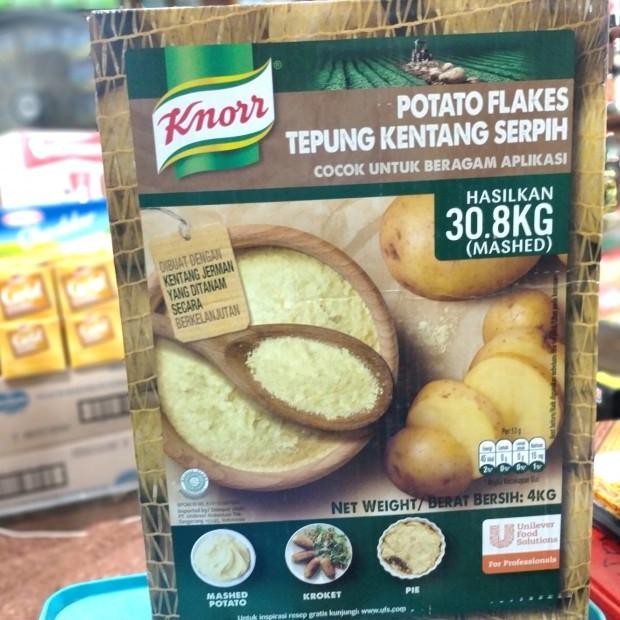 Knorr
POTATO FLAKES
TEPUNG KENTANG SERPIH
COCOK UNTUK BERAGAM APLIKASI
HASILKAN
30.8KG
(MASHED)
DIBUAT DENGAN
KENTANG JERMAN
YANG DITANAM
SECARA
BERKELANJUTAN
NET WEIGHT/ BERAT BERSIH: 4KG
Unilever
Food
Solutions
For Professionals
MASHED
POTATO
KROKET
PIE
Untuk inspirasi resep gratis kunjungi: www.ufs.com